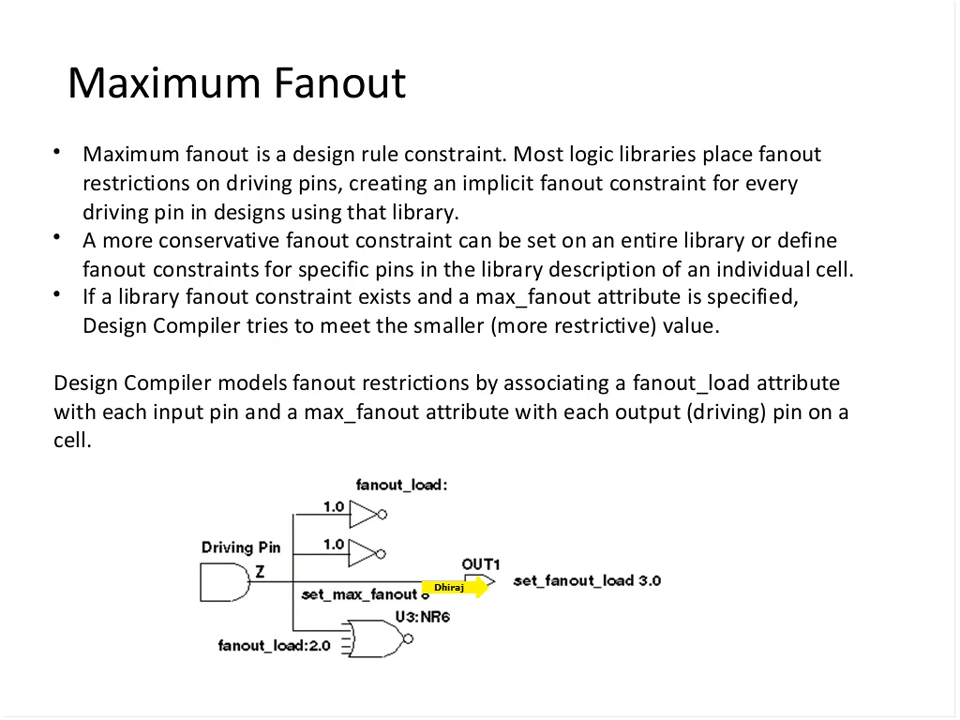 Maximum Fanout
• Maximum fanout is a design rule constraint. Most logic libraries place fanout
restrictions on driving pins, creating an implicit fanout constraint for every
driving pin in designs using that library.
• A more conservative fanout constraint can be set on an entire library or define
fanout constraints for specific pins in the library description of an individual cell.
• If a library fanout constraint exists and a max_fanout attribute is specified,
Design Compiler tries to meet the smaller (more restrictive) value.
Design Compiler models fanout restrictions by associating a fanout_load attribute
with each input pin and a max_fanout attribute with each output (driving) pin on a
cell.
fanout_load:
1.0
1.0
Driving Pin
Z
OUT1
set_fanout_load 3.0
Dhiraj
set_max_fanout
U3:NR6
fanout_load:2.0